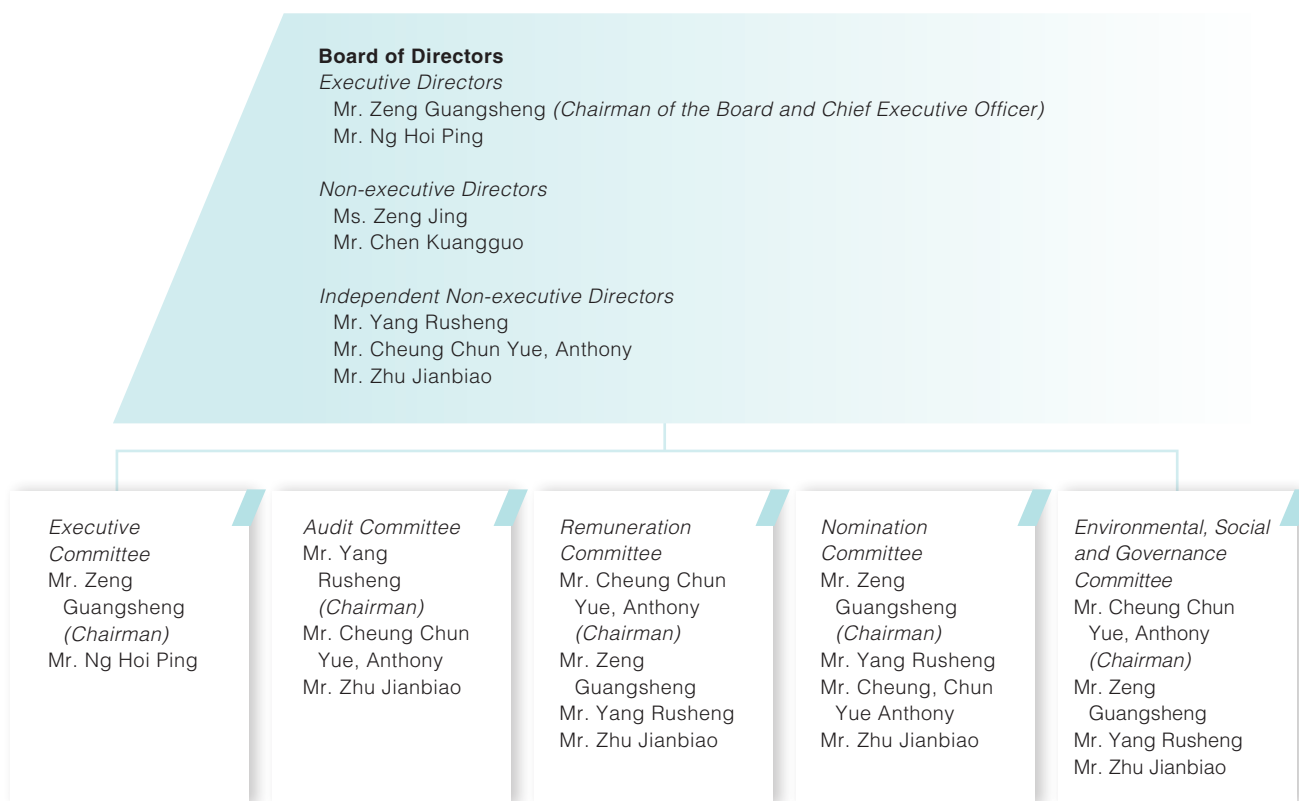 Board of Directors
Executive Directors
Mr. Zeng Guangsheng (Chairman of the Board and Chief Executive Officer)
Mr. Ng Hoi Ping
Non-executive Directors
Ms. Zeng Jing
Mr. Chen Kuangguo
Independent Non-executive Directors
Mr. Yang Rusheng
Mr. Cheung Chun Yue, Anthony
Mr. Zhu Jianbiao
Executive
Committee
Mr. Zeng
Guangsheng
(Chairman)
Mr. Ng Hoi Ping
Audit Committee
Mr. Yang
Rusheng
(Chairman)
Mr. Cheung Chun
Yue, Anthony
Mr. Zhu Jianbiao
Remuneration
Committee
Mr. Cheung Chun
Yue, Anthony
(Chairman)
Mr. Zeng
Guangsheng
Mr. Yang Rusheng
Mr. Zhu Jianbiao
Nomination
Committee
Mr. Zeng
Guangsheng
(Chairman)
Mr. Yang Rusheng
Mr. Cheung, Chun
Yue Anthony
Mr. Zhu Jianbiao
Environmental, Social
and Governance
Committee
Mr. Cheung Chun
Yue, Anthony
(Chairman)
Mr. Zeng
Guangsheng
Mr. Yang Rusheng
Mr. Zhu Jianbiao